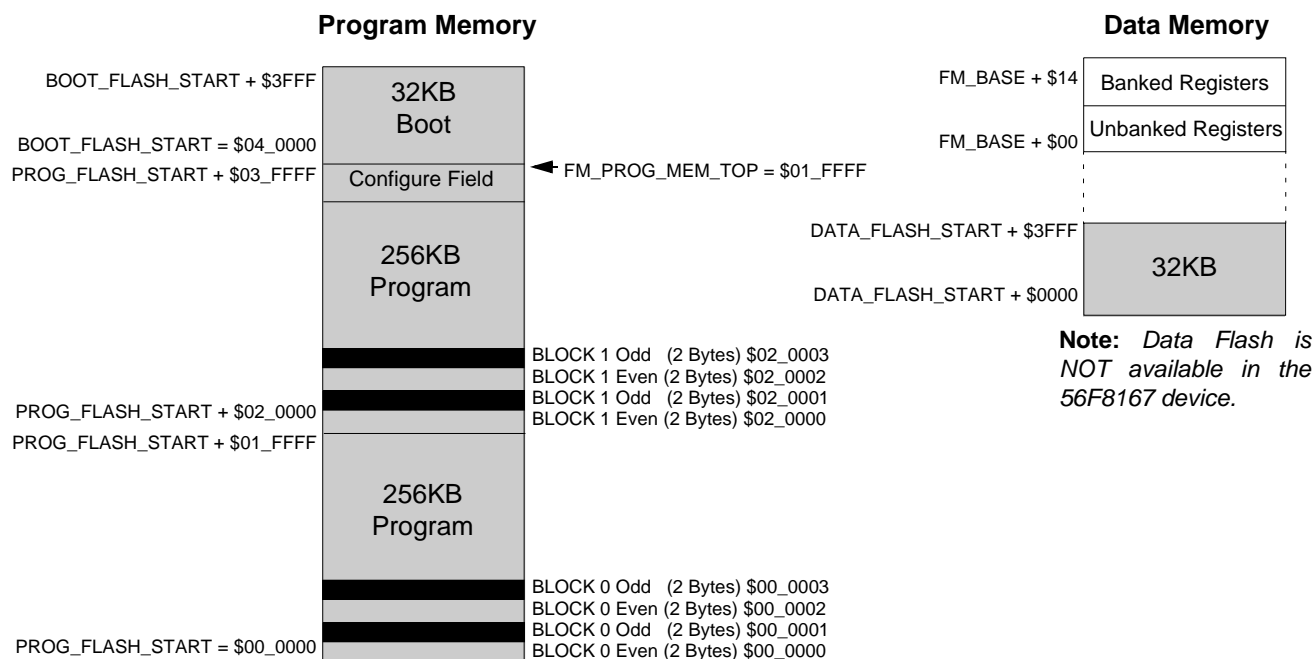 Program Memory
BOOT_FLASH_START + $3FFF
32KB
Boot
BOOT_FLASH_START = $04_0000
PROG_FLASH_START + $03_FFFF
Configure Field
FM_PROG_MEM_TOP = $01_FFFF
256KB
Program
BLOCK 1 Odd (2 Bytes) $02_0003
BLOCK 1 Even (2 Bytes) $02_0002
BLOCK 1 Odd (2 Bytes) $02_0001
PROG_FLASH_START + $02_0000
BLOCK 1 Even (2 Bytes) $02_0000
PROG_FLASH_START + $01_FFFF
256KB
Program
BLOCK 0 Odd (2 Bytes) $00_0003
BLOCK 0 Even (2 Bytes) $00_0002
BLOCK 0 Odd (2 Bytes) $00_0001
PROG_FLASH_START = $00_0000
BLOCK 0 Even (2 Bytes) $00_0000
Data Memory
FM_BASE + $14
Banked Registers
Unbanked Registers
FM_BASE + $00
DATA_FLASH_START + $3FFF
32KB
DATA_FLASH_START + $0000
Note: Data Flash is
NOT available in the
56F8167 device.